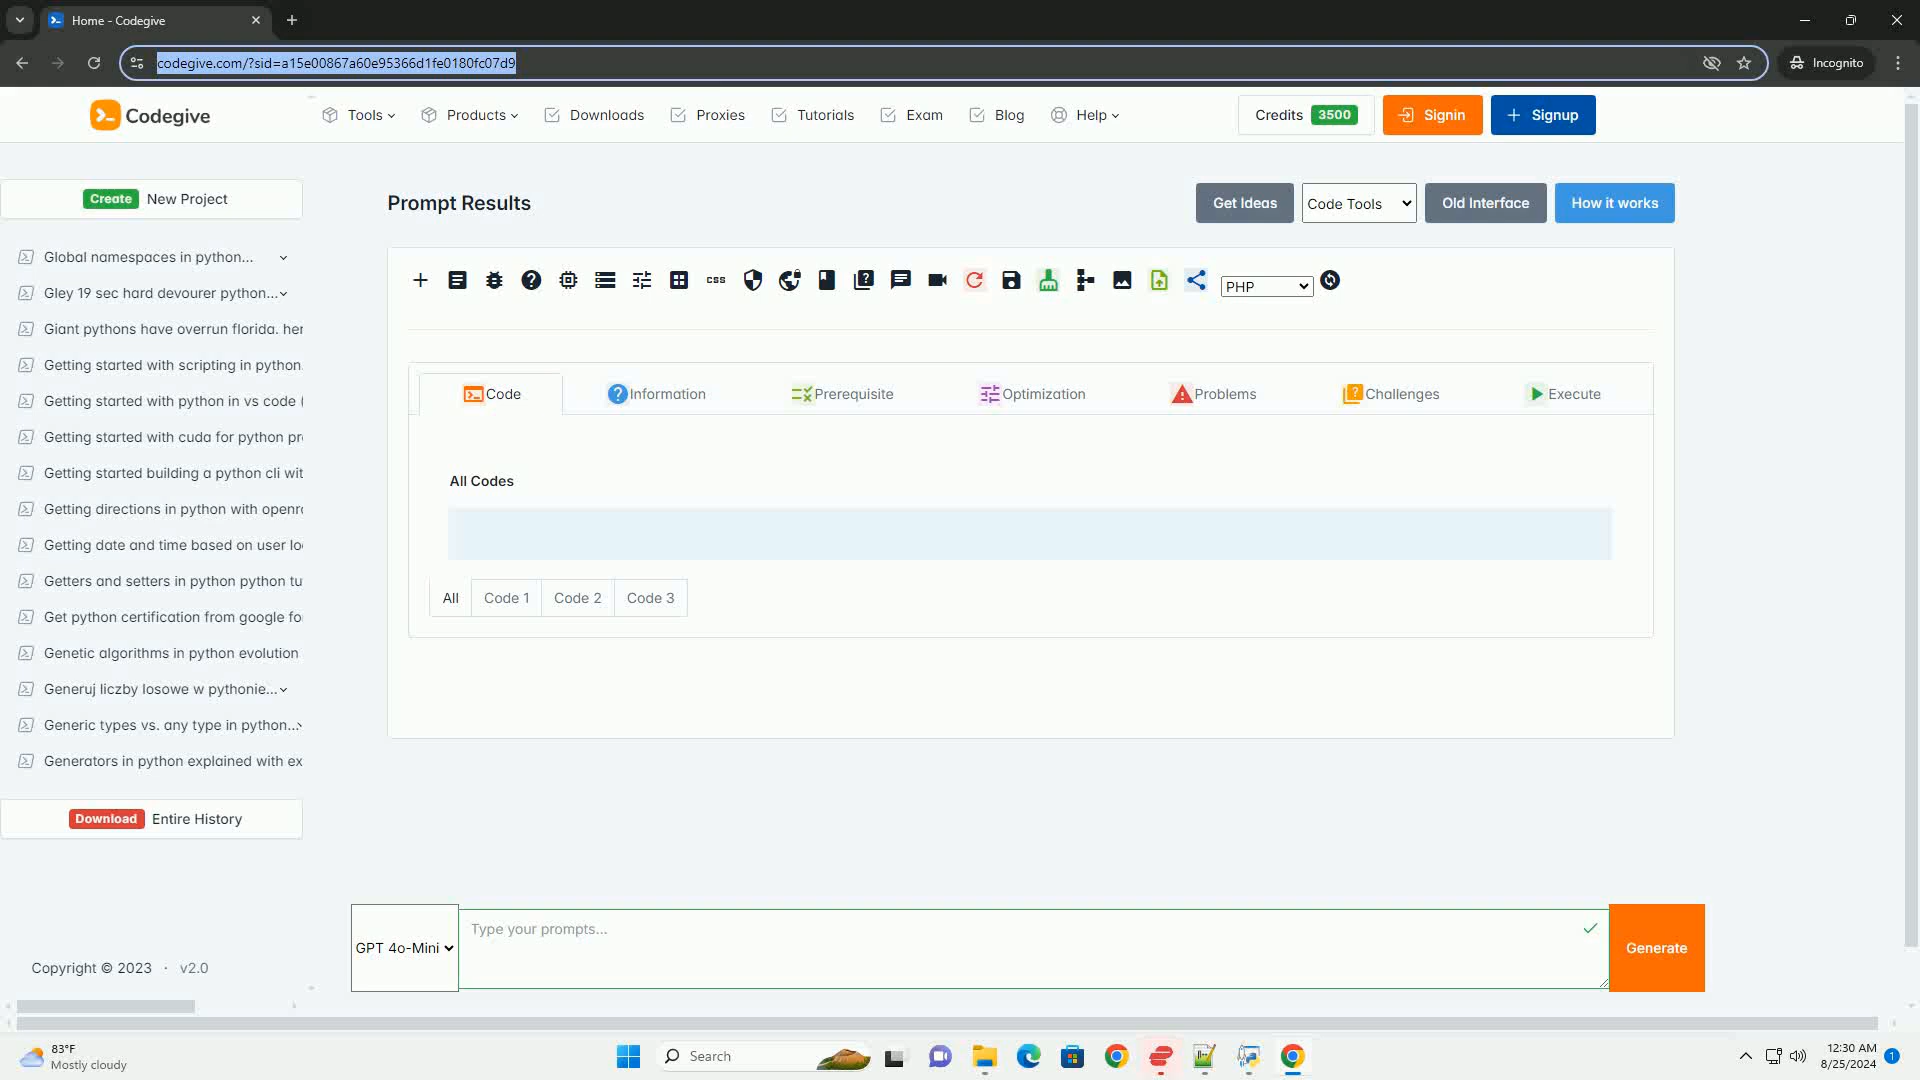 Home - Codegive
codegive.com/?sid=a15e00867a60e95366d1fe0180fc07d9
Incognito
Codegive
Tools
Products
Downloads
Proxies
Tutorials
Exam
Blog
Help
Credits 3500
Signin
Signup
Create New Project
Global namespaces in python...
Gley 19 sec hard devourer python...
Giant pythons have overrun florida. her
Getting started with scripting in python
Getting started with python in vs code (
Getting started with cuda for python pr
Getting started building a python cli wit
Getting directions in python with openr
Getting date and time based on user lo
Getters and setters in python python tu
Get python certification from google fo
Genetic algorithms in python evolution
Generuj liczby losowe w pythonie...
Generic types vs. any type in python...
Generators in python explained with ex
Download Entire History
Copyright © 2023 · v2.0
Prompt Results
Get Ideas
Code Tools
Old Interface
How it works
css
PHP
Code
Information
Prerequisite
Optimization
Problems
Challenges
Execute
All Codes
All
Code 1
Code 2
Code 3
GPT 4o-Mini
Type your prompts...
Generate
83°F
Mostly cloudy
Search
12:30 AM
8/25/2024
1